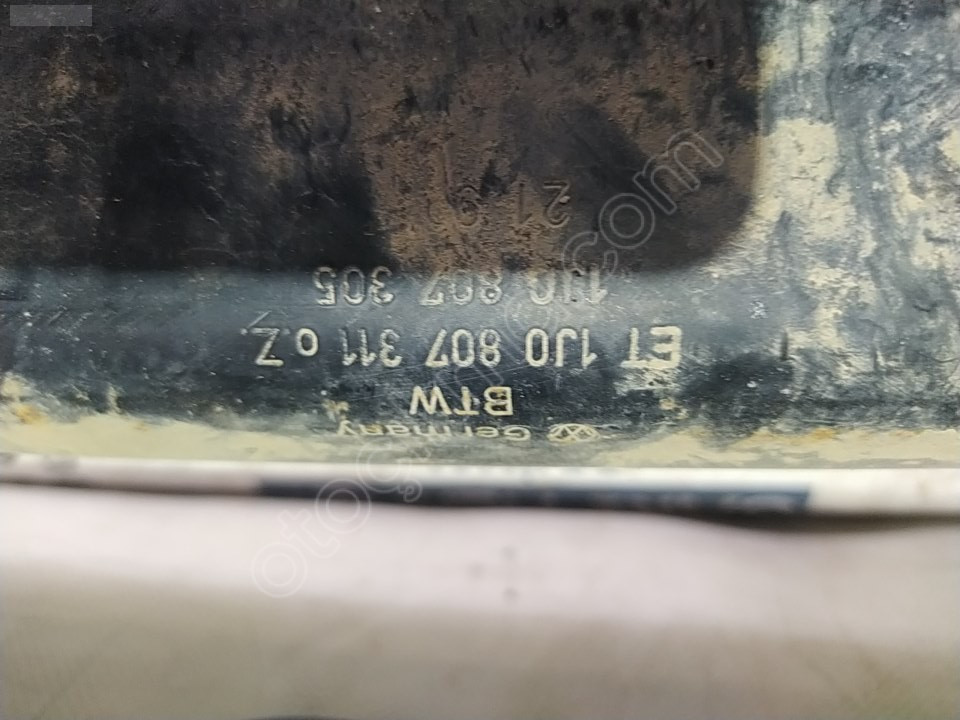 Germany
BTW
ET 1J0 807 311 o.Z.
1J0 807 305